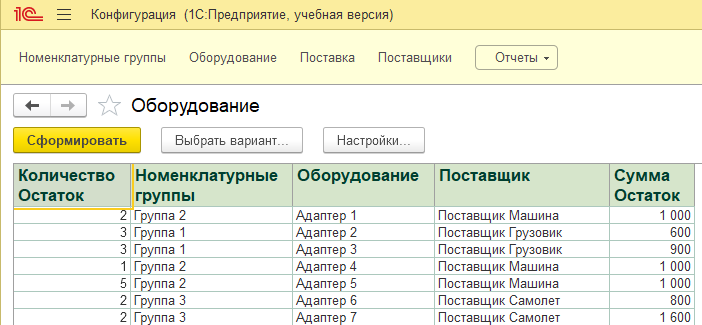 1С Конфигурация (1С:Предприятие, учебная версия)
Номенклатурные группы Оборудование Поставка Поставщики Отчеты
Оборудование
Сформировать Выбрать вариант... Настройки...
Количество Остаток Номенклатурные группы Оборудование Поставщик Сумма Остаток
2 Группа 2 Адаптер 1 Поставщик Машина 1 000
3 Группа 1 Адаптер 2 Поставщик Грузовик 600
3 Группа 1 Адаптер 3 Поставщик Грузовик 900
1 Группа 2 Адаптер 4 Поставщик Машина 1 000
5 Группа 2 Адаптер 5 Поставщик Машина 1 000
2 Группа 3 Адаптер 6 Поставщик Самолет 800
2 Группа 3 Адаптер 7 Поставщик Самолет 1 600